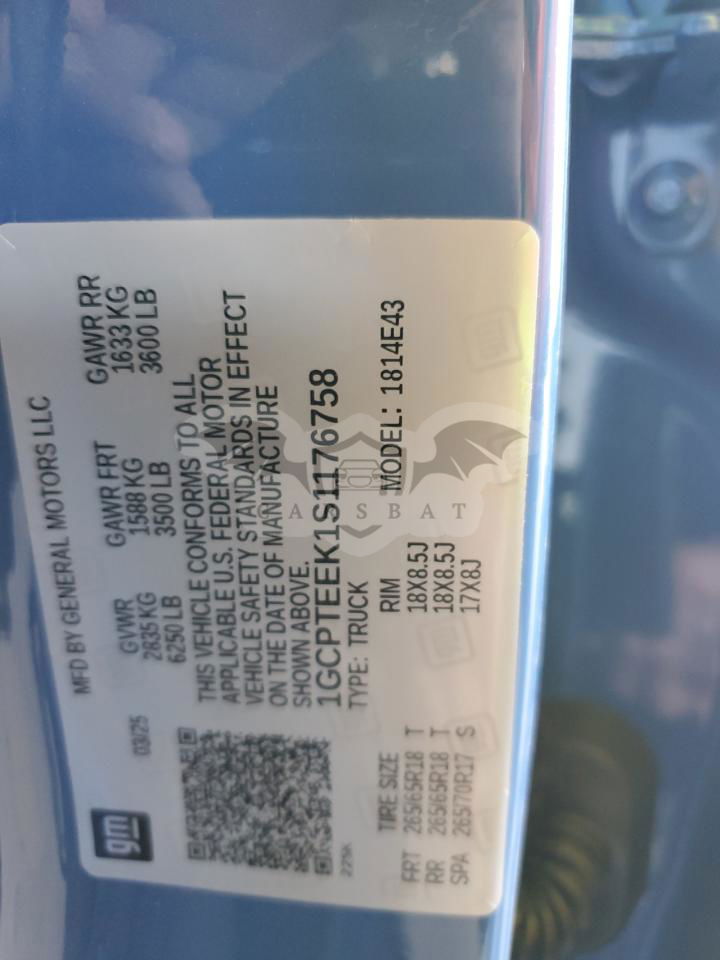 gm
MFD BY GENERAL MOTORS LLC
03/25
GVWR GAWR FRT GAWR RR
2835 KG 1588 KG 1633 KG
6250 LB 3500 LB 3600 LB
THIS VEHICLE CONFORMS TO ALL
APPLICABLE U.S. FEDERAL MOTOR
VEHICLE SAFETY STANDARDS IN EFFECT
ON THE DATE OF MANUFACTURE
SHOWN ABOVE.
1GCPTEEK1S1176758
TYPE: TRUCK
MODEL: 1814E43
TIRE SIZE RIM
FRT 265/65R18 T 18X8.5J
RR 265/65R18 T 18X8.5J
SPA 265/70R17 S 17X8J
CARSBAT